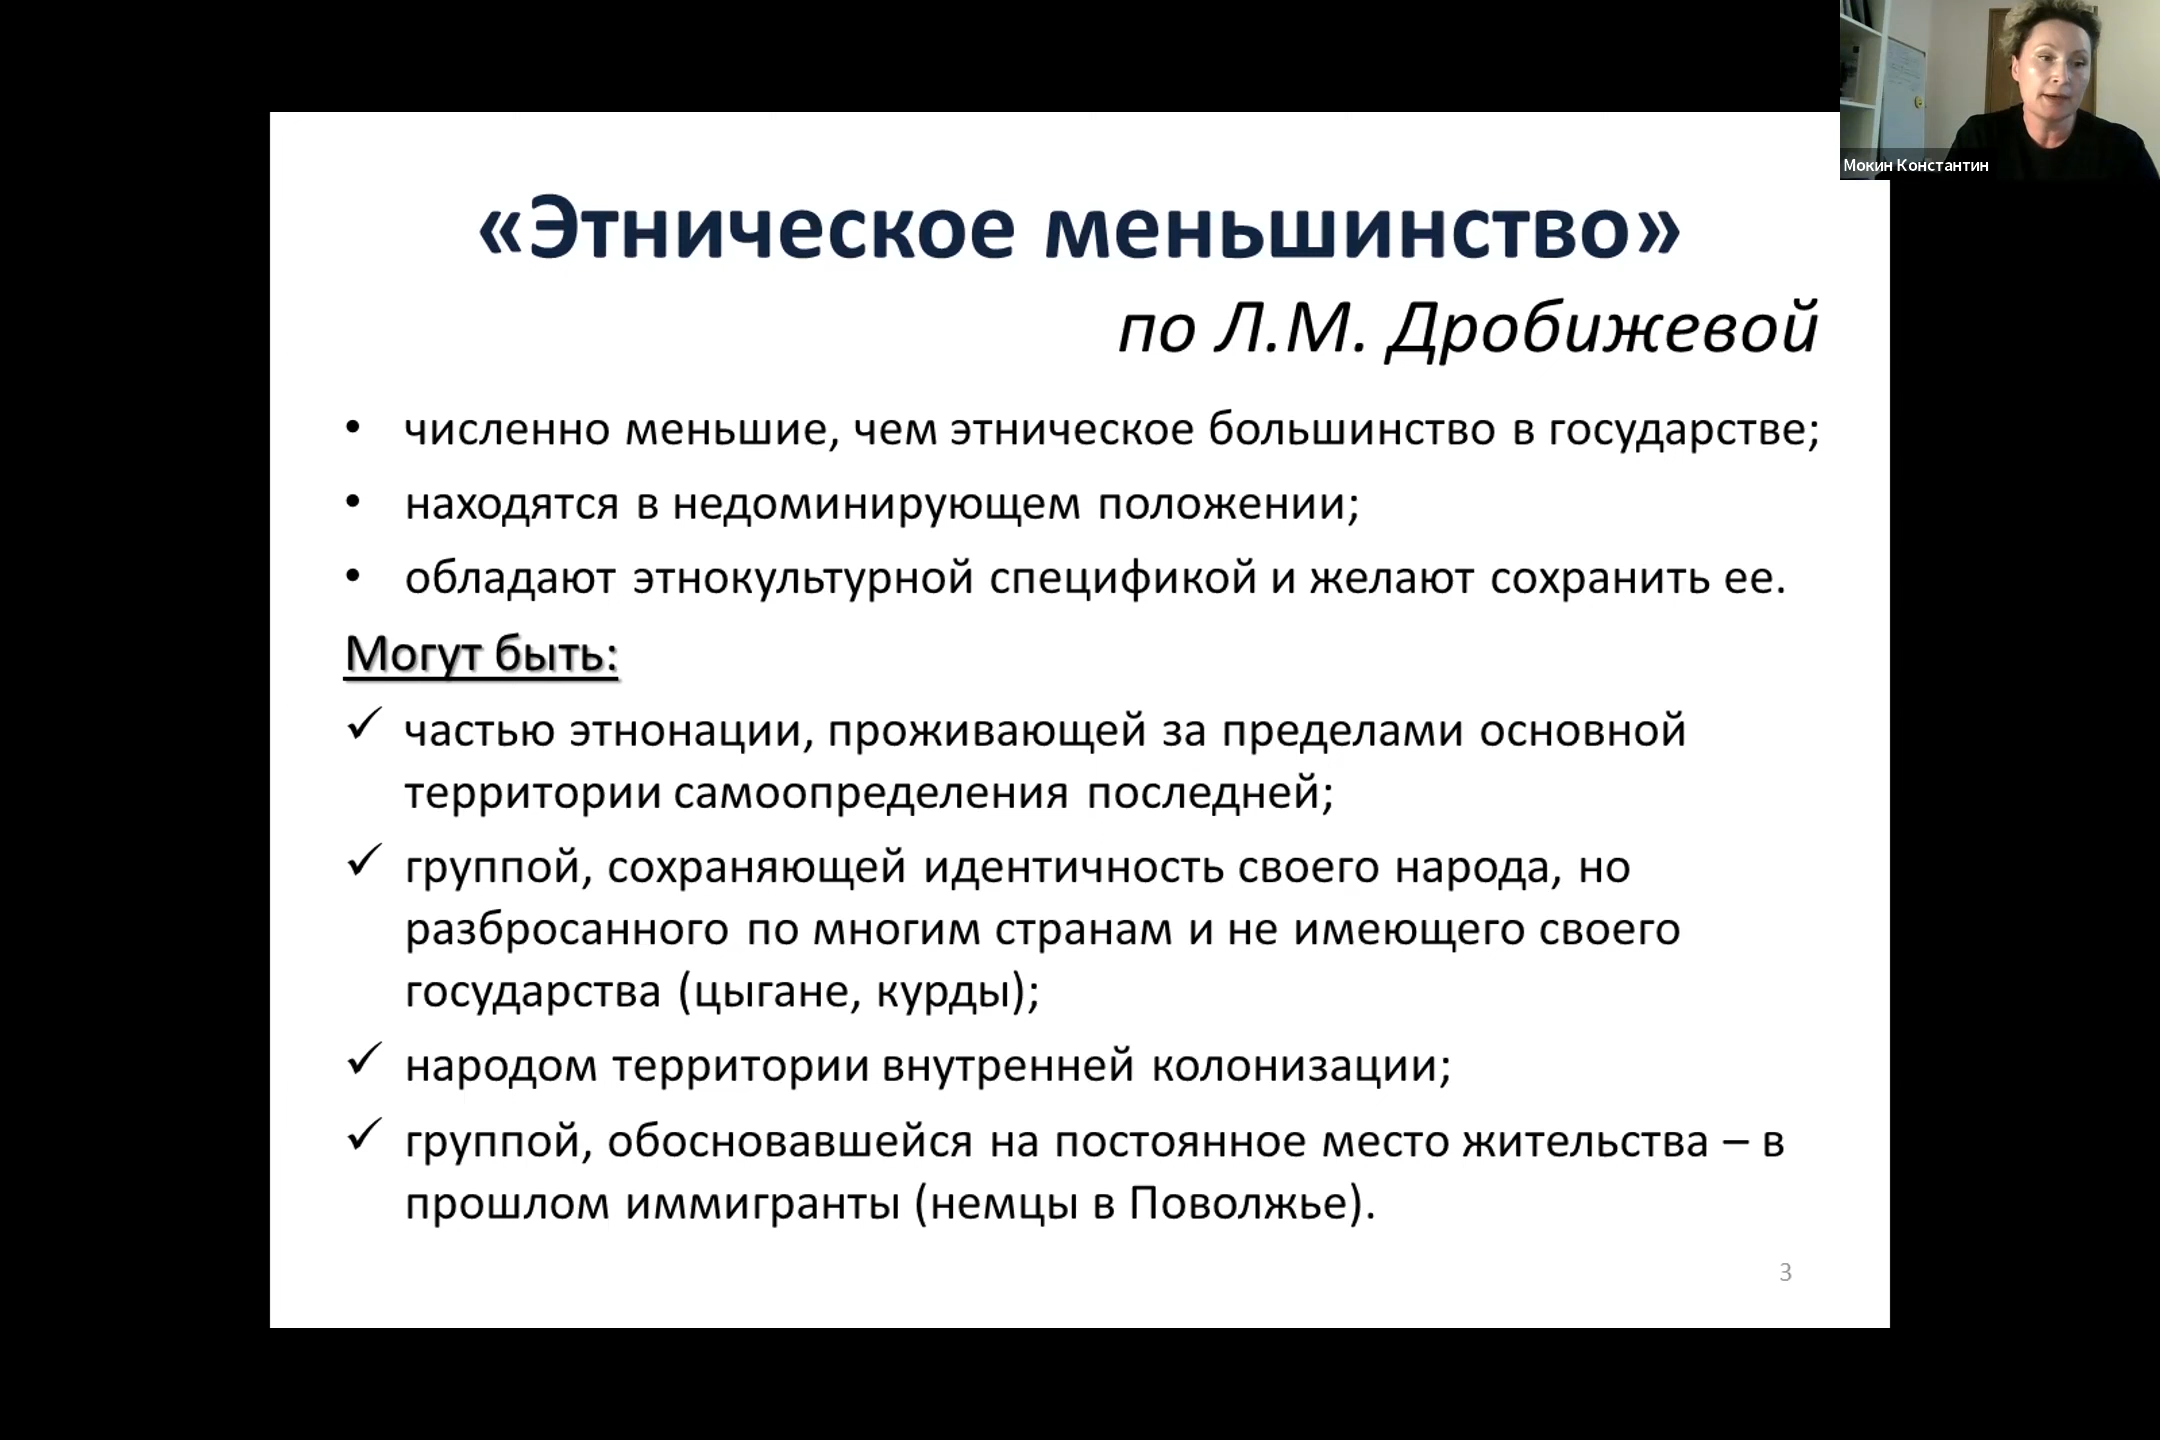 Мокин Константин
«Этническое меньшинство»
по Л.М. Дробижевой
• численно меньшие, чем этническое большинство в государстве;
• находятся в недоминирующем положении;
• обладают этнокультурной спецификой и желают сохранить ее.
Могут быть:
✓ частью этнонации, проживающей за пределами основной
территории самоопределения последней;
✓ группой, сохраняющей идентичность своего народа, но
разбросанного по многим странам и не имеющего своего
государства (цыгане, курды);
✓ народом территории внутренней колонизации;
✓ группой, обосновавшейся на постоянное место жительства – в
прошлом иммигранты (немцы в Поволжье).
3